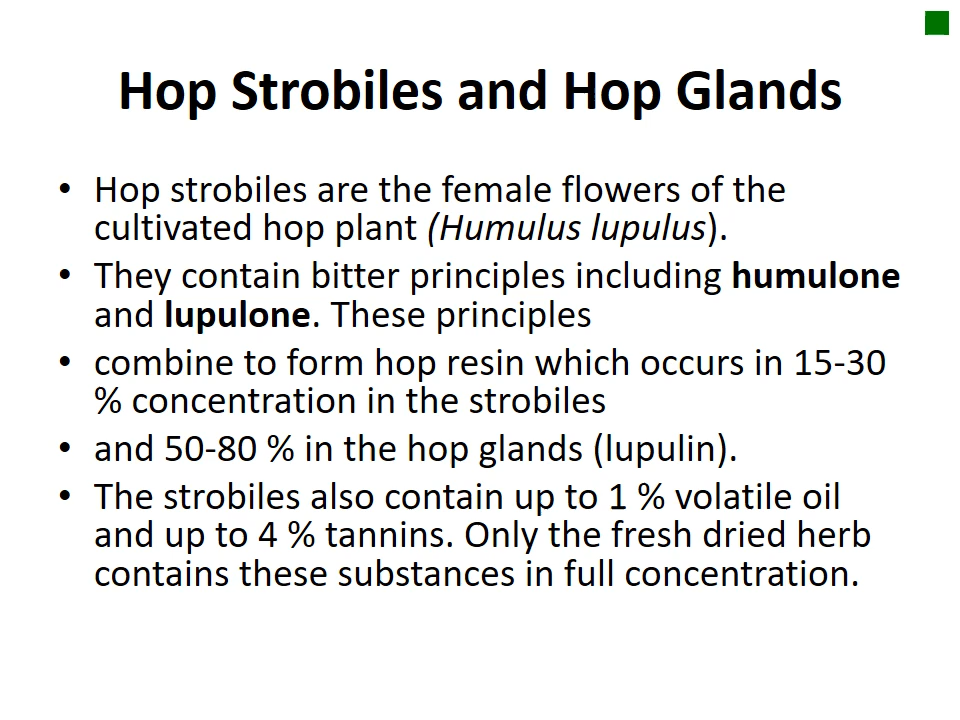 Hop Strobiles and Hop Glands
• Hop strobiles are the female flowers of the
cultivated hop plant (Humulus lupulus).
• They contain bitter principles including humulone
and lupulone. These principles
• combine to form hop resin which occurs in 15-30
% concentration in the strobiles
• and 50-80 % in the hop glands (lupulin).
• The strobiles also contain up to 1 % volatile oil
and up to 4 % tannins. Only the fresh dried herb
contains these substances in full concentration.